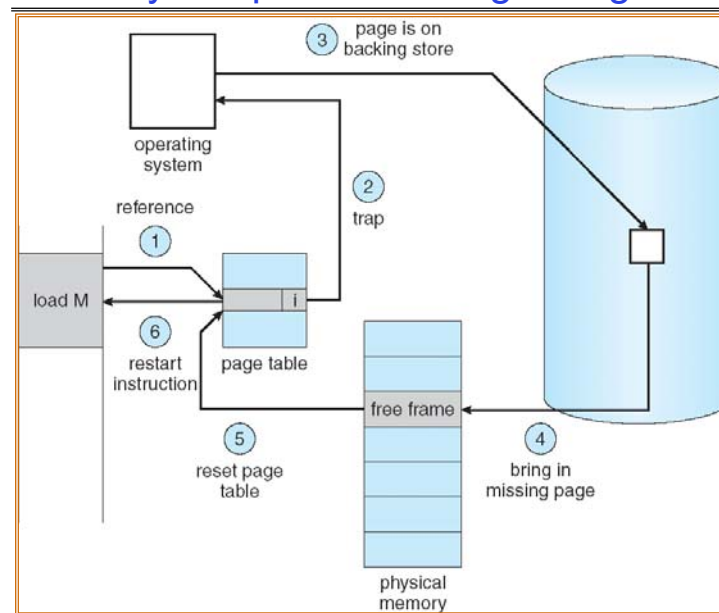 3
page is on
backing store
operating
system
2
trap
reference
1
load M
i
6
restart
instruction
page table
free frame
5
reset page
table
4
bring in
missing page
physical
memory